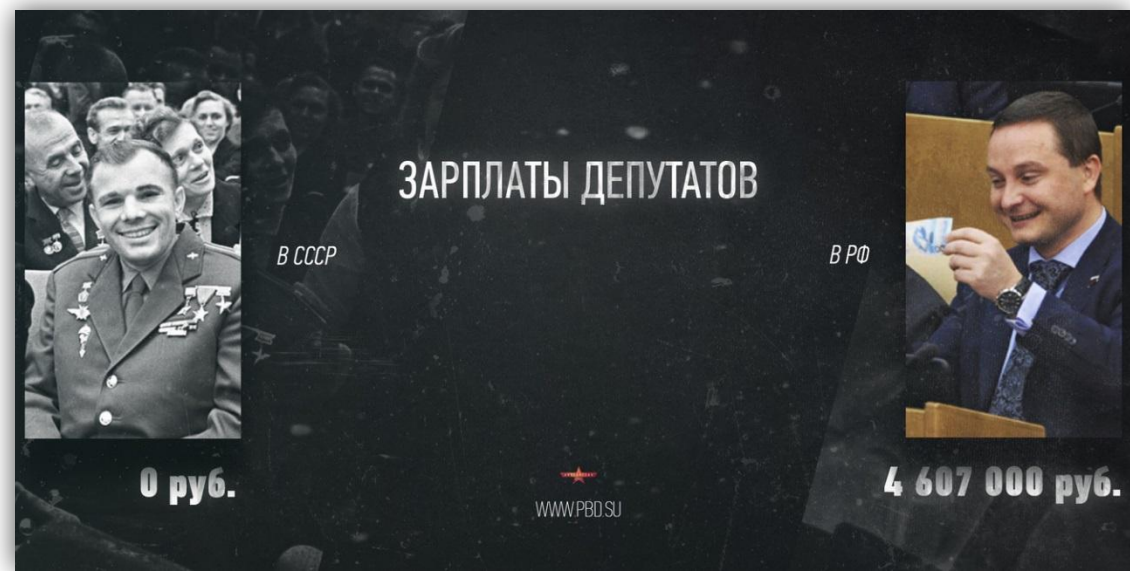 ЗАРПЛАТЫ ДЕПУТАТОВ
В СССР
В РФ
0 руб.
4 607 000 руб.
WWW.PBD.SU